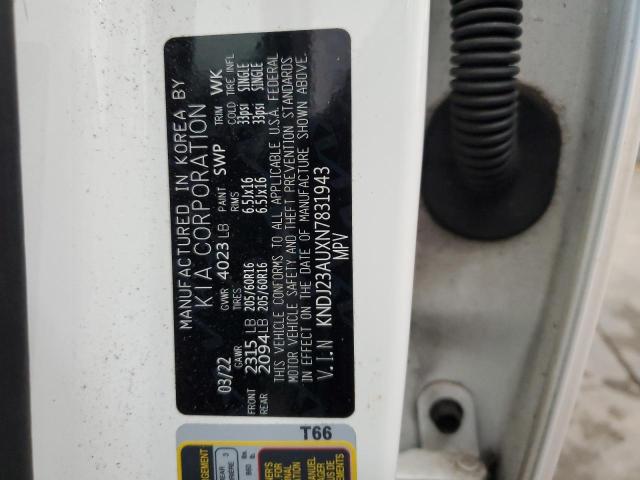 MANUFACTURED IN KOREA BY
KIA CORPORATION
03/22 GVWR 4023 LB PAINT SWP TRIM WK
GAWR TIRES RIMS COLD TIRE INFL
FRONT 2315 LB 205/60R16 6.5Jx16 33psi SINGLE
REAR 2094 LB 205/60R16 6.5Jx16 33psi SINGLE
THIS VEHICLE CONFORMS TO ALL APPLICABLE U.S.A. FEDERAL
MOTOR VEHICLE SAFETY AND THEFT PREVENTION STANDARDS
IN EFFECT ON THE DATE OF MANUFACTURE SHOWN ABOVE.
V.I.N KNDJ23AUXN7831943
MPV
T66